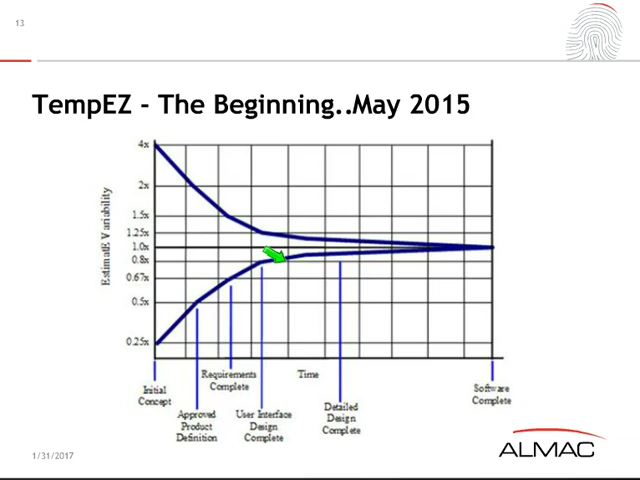 13
TempEZ - The Beginning..May 2015
4x
2x
1.5x
1.25x
1.0x
0.8x
0.67x
0.5x
0.25x
EstimatE Variability
Initial
Concept
Approved
Product
Definition
Requirements
Complete
User Interface
Design
Complete
Time
Detailed
Design
Complete
Software
Complete
ALMAC
1/31/2017